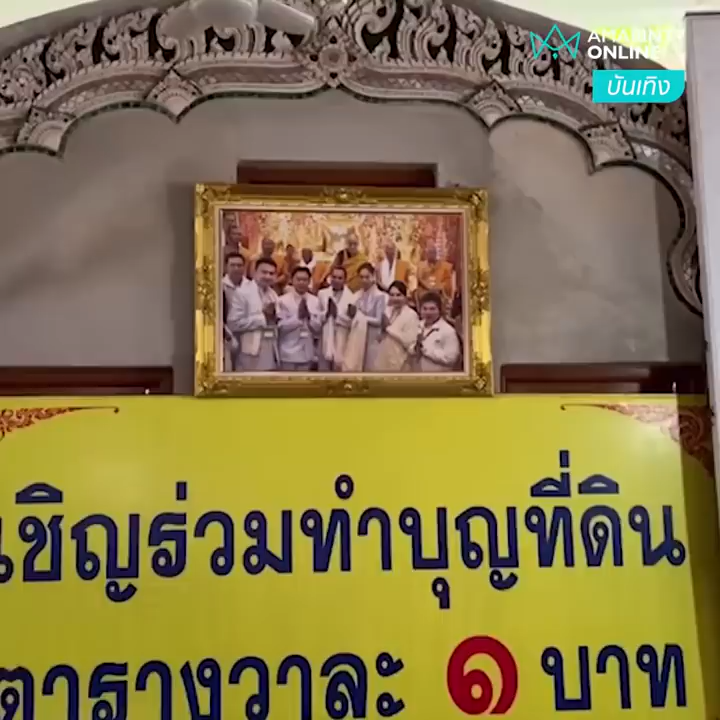 AMARIN TV
ONLINE
บันเทิง
เชิญร่วมทำบุญที่ดิน
ตารางวาละ ๑ บาท